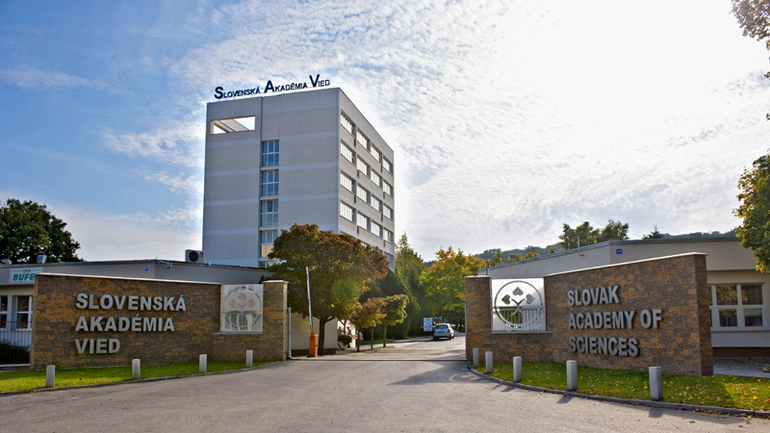 SLOVENSKÁ AKADÉMIA VIED
BUFE
SLOVENSKÁ
AKADÉMIA
VIED
SLOVAK
ACADEMY OF
SCIENCES